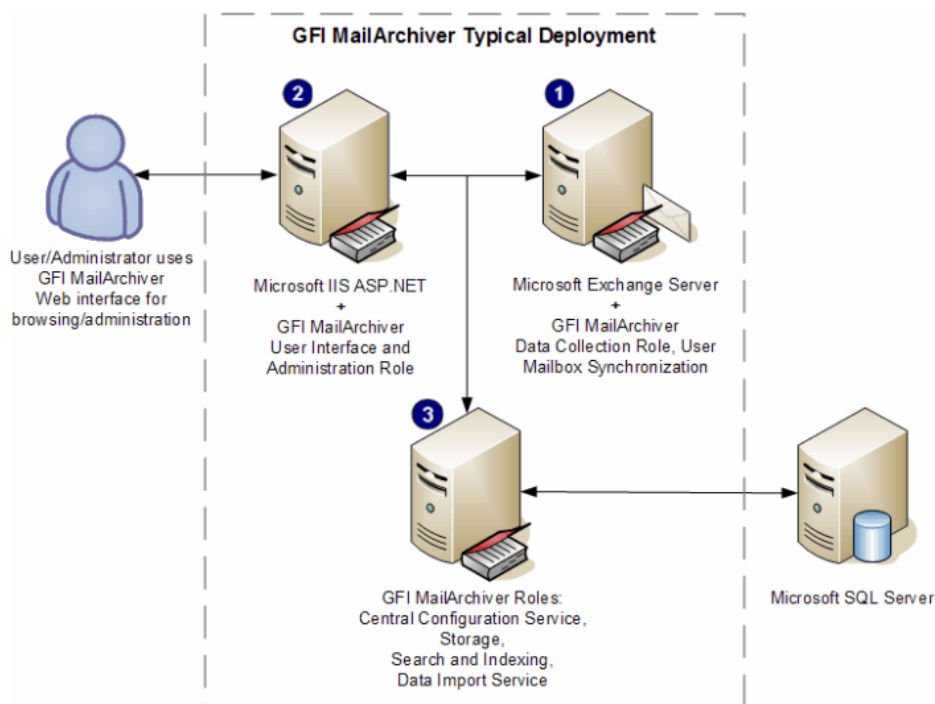 GFI MailArchiver Typical Deployment
2
1
User/Administrator uses
GFI MailArchiver
Web interface for
browsing/administration
Microsoft IIS ASP.NET
+
GFI MailArchiver
User Interface and
Administration Role
Microsoft Exchange Server
+
GFI MailArchiver
Data Collection Role, User
Mailbox Synchronization
3
GFI MailArchiver Roles:
Central Configuration Service,
Storage,
Search and Indexing,
Data Import Service
Microsoft SQL Server